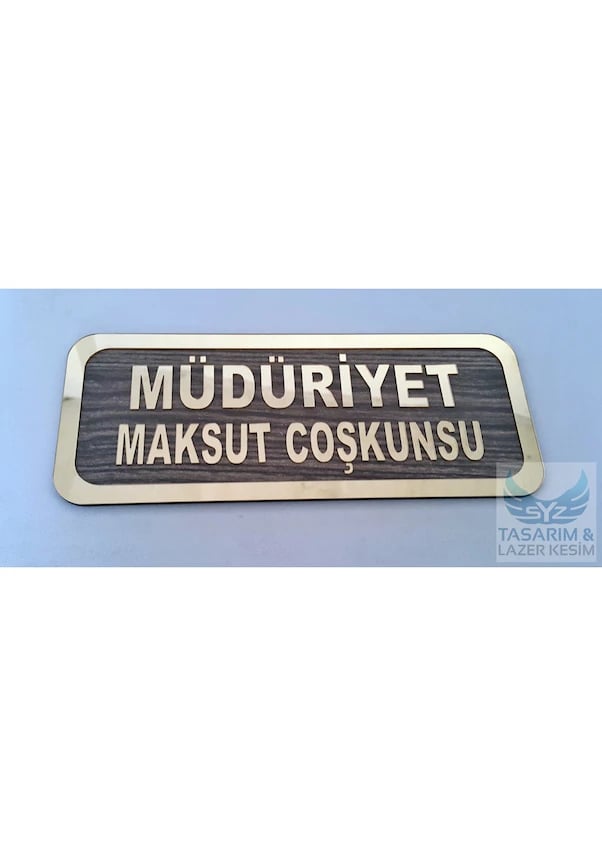 MÜDÜRİYET
MAKSUT COŞKUNSU
SYZ
TASARIM &
LAZER KESİM